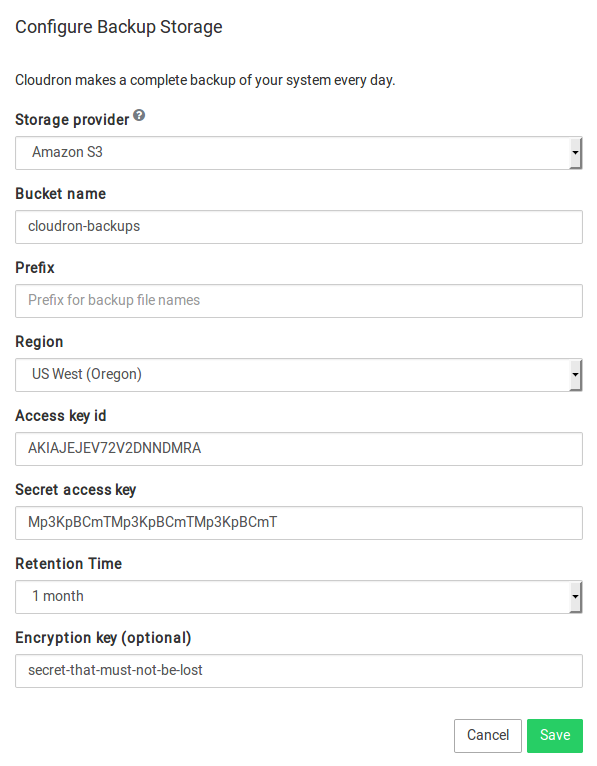 Configure Backup Storage
Cloudron makes a complete backup of your system every day.
Storage provider ?
Amazon S3
Bucket name
cloudron-backups
Prefix
Prefix for backup file names
Region
US West (Oregon)
Access key id
AKIAJEJEV72V2DNNDMRA
Secret access key
Mp3KpBCmTMp3KpBCmTMp3KpBCmT
Retention Time
1 month
Encryption key (optional)
secret-that-must-not-be-lost
Cancel Save